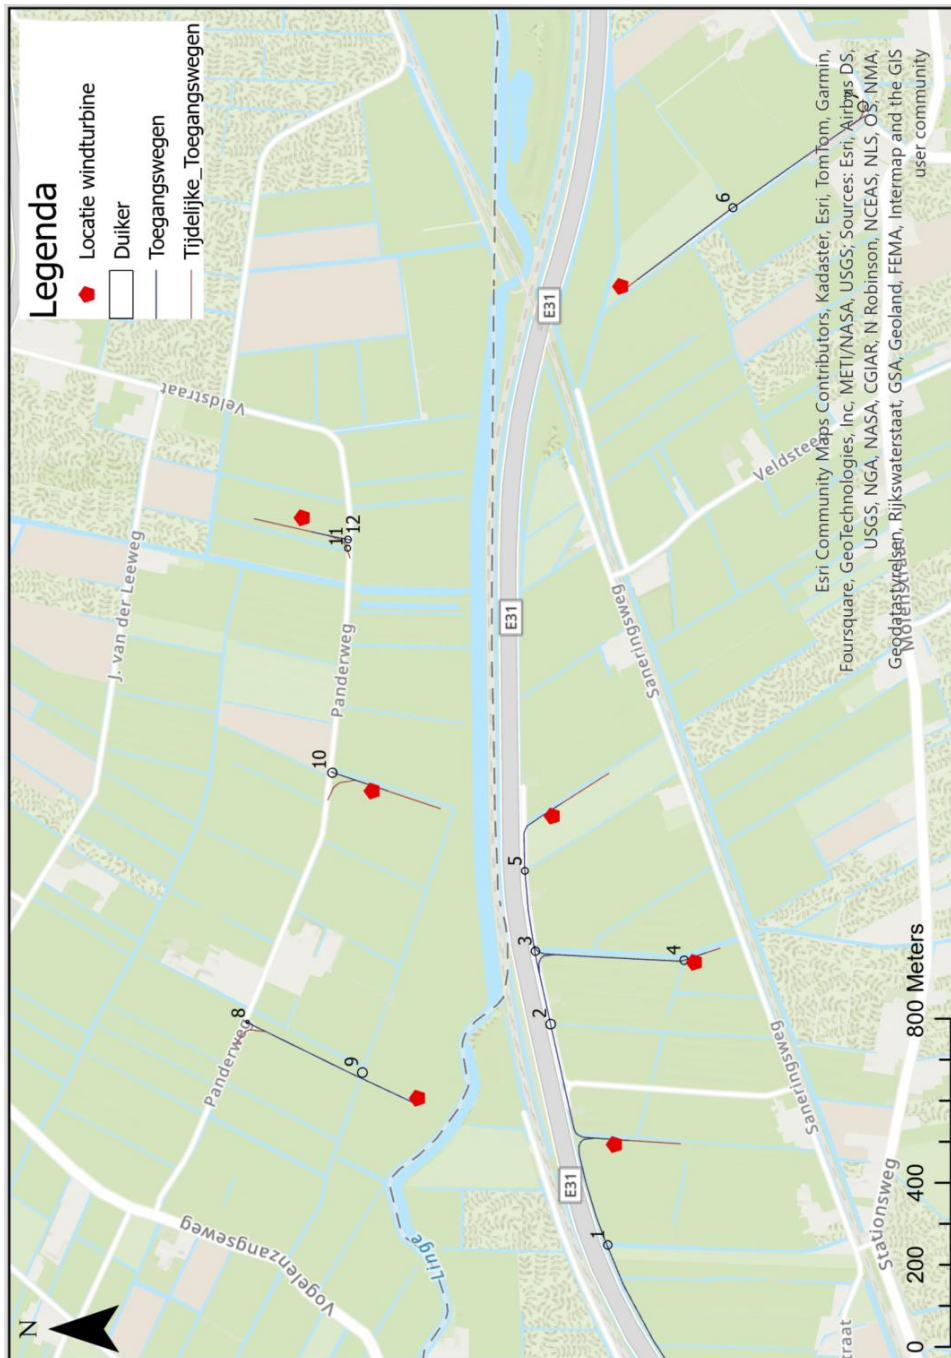 Legenda
Locatie windturbine
Duiker
Toegangswegen
Tijdelijke_Toegangswegen
N
Vogelenzangseweg
Panderweg
Panderweg
J. van der Leeweg
Veldstraat
Linge
8
9
10
11
12
E31
E31
E31
1
2
3
4
5
6
7
Saneringsweg
Saneringsweg
Stationsweg
Molenstraat
raat
0
200
400
800 Meters
Esri Community Maps Contributors, Kadaster, Esri, TomTom, Garmin,
Foursquare, GeoTechnologies, Inc, METI/NASA, USGS; Sources: Esri, Airbus DS,
USGS, NGA, NASA, CGIAR, N Robinson, NCEAS, NLS, OS, NMA,
Geodatastyrelsen, Rijkswaterstaat, GSA, Geoland, FEMA, Intermap and the GIS
user community